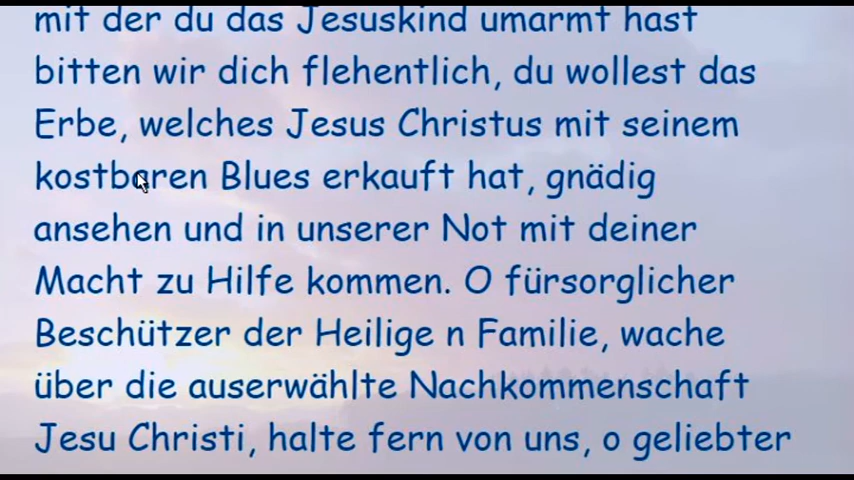 mit der du das Jesuskind umarmt hast
bitten wir dich flehentlich, du wollest das
Erbe, welches Jesus Christus mit seinem
kostbaren Blues erkauft hat, gnädig
ansehen und in unserer Not mit deiner
Macht zu Hilfe kommen. O fürsorglicher
Beschützer der Heilige n Familie, wache
über die auserwählte Nachkommenschaft
Jesu Christi, halte fern von uns, o geliebter